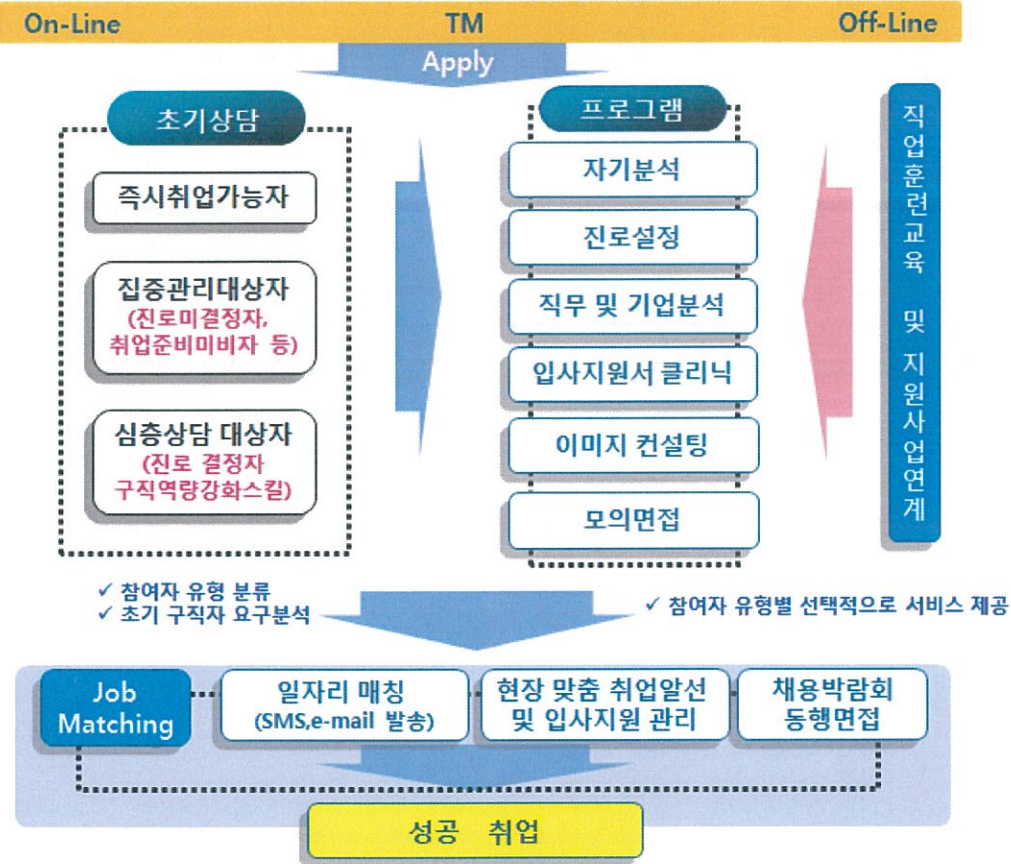 On-Line
TM
Off-Line
Apply
초기상담
즉시취업가능자
집중관리대상자
(진로미결정자,
취업준비미비자 등)
심층상담 대상자
(진로 결정자
구직역량강화스킬)
✓ 참여자 유형 분류
✓ 초기 구직자 요구분석
프로그램
자기분석
진로설정
직무 및 기업분석
입사지원서 클리닉
이미지 컨설팅
모의면접
✓ 참여자 유형별 선택적으로 서비스 제공
직업훈련교육 및 지원사업연계
Job
Matching
일자리 매칭
(SMS,e-mail 발송)
현장 맞춤 취업알선
및 입사지원 관리
채용박람회
동행면접
성공 취업